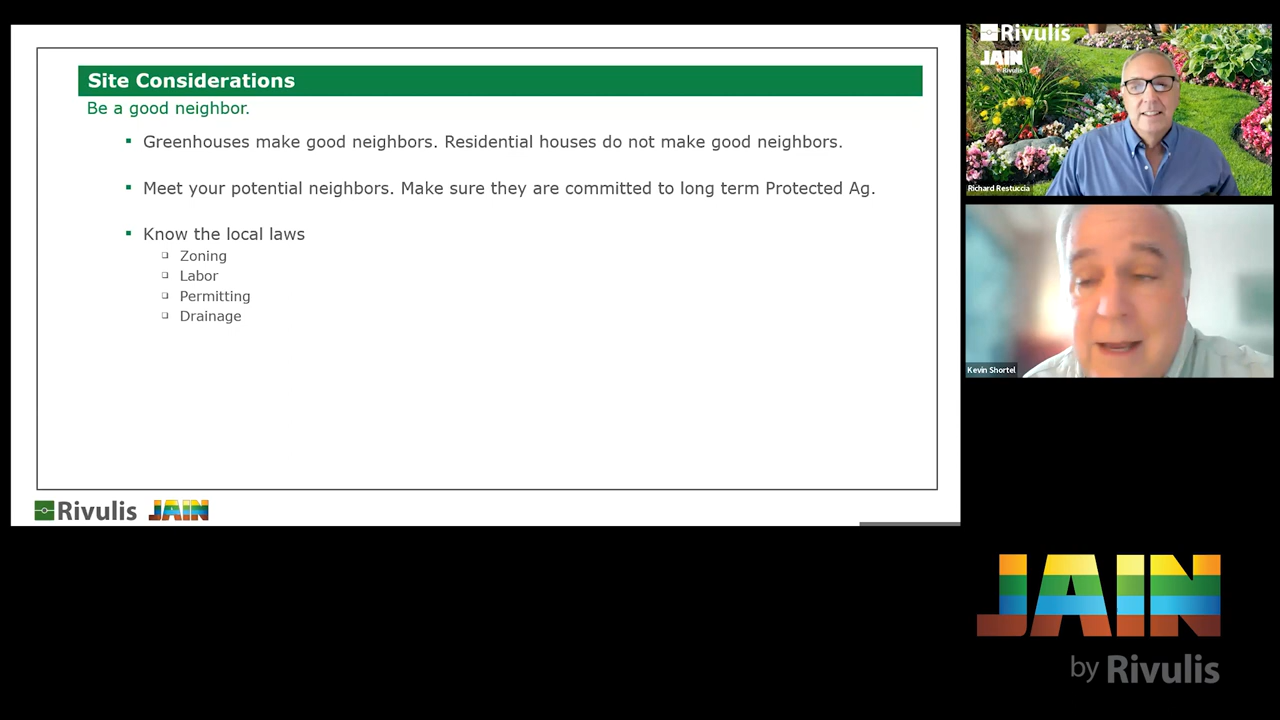 Site Considerations
Be a good neighbor.
Greenhouses make good neighbors. Residential houses do not make good neighbors.
Meet your potential neighbors. Make sure they are committed to long term Protected Ag.
Know the local laws
Zoning
Labor
Permitting
Drainage
Rivulis JAIN
Rivulis
JAIN
by Rivulis
Richard Restuccia
Kevin Shortel
JAIN
by Rivulis